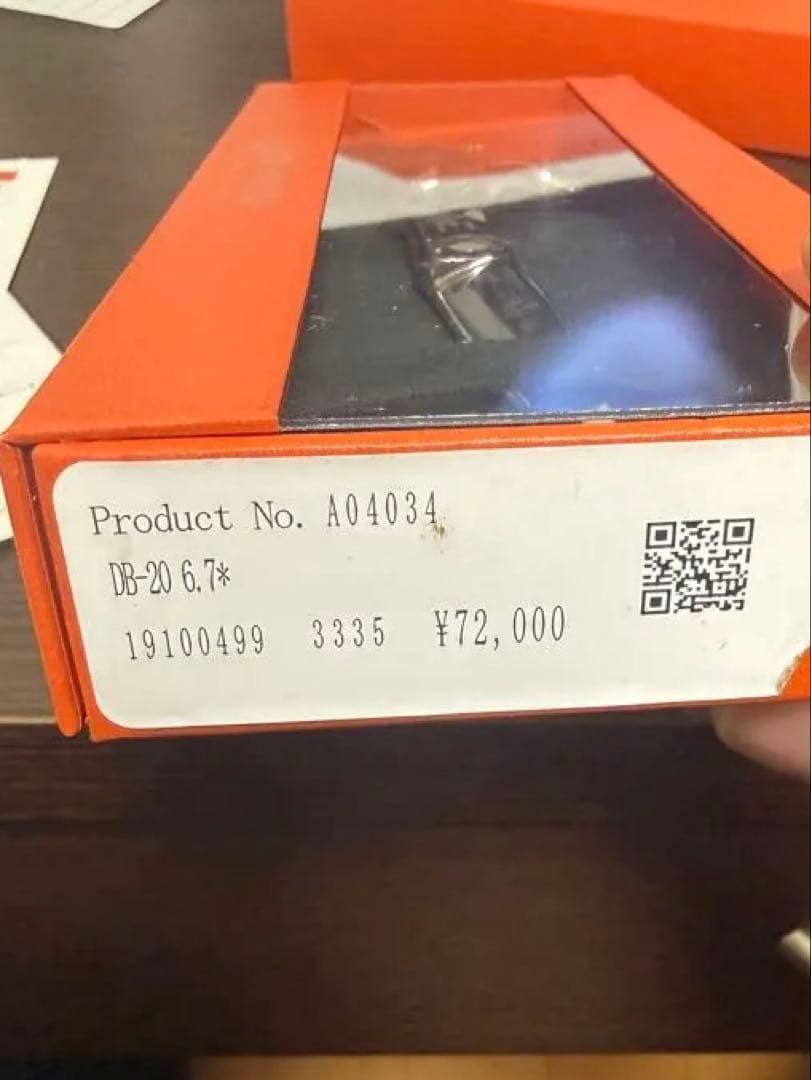 Product No. A04034
DB-20 6.7*
19100499 3335 ¥72,000